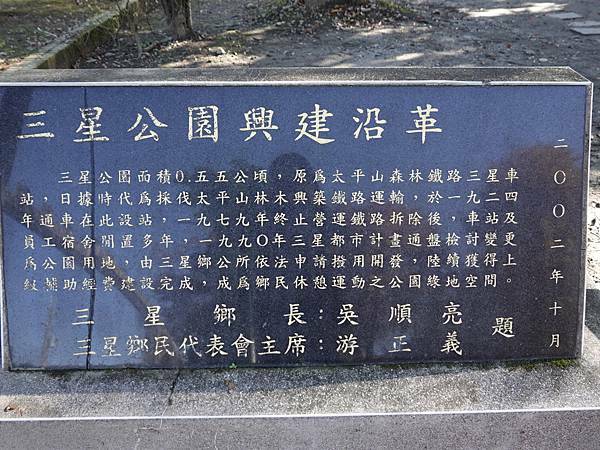 三星公園興建沿革
三星公園面積0.五五公頃，原為太平山森林鐵路三星車
站，日據時代為採伐太平山林木築鐵路運輸，於一九二四
年通車在此設站，一九七九年終止營運鐵路拆除後車站及
員工宿舍閒置多年，一九九0年三星都市計畫通盤檢討變更
為公園用地，由三星鄉公所依法申請撥用開發，陸續獲得上
級補助經費建設完成，成為鄉民休憩運動之公園綠地空間。
三星鄉長：吳順亮
三星鄉民代表會主席：游正義 題
二〇〇二年十月